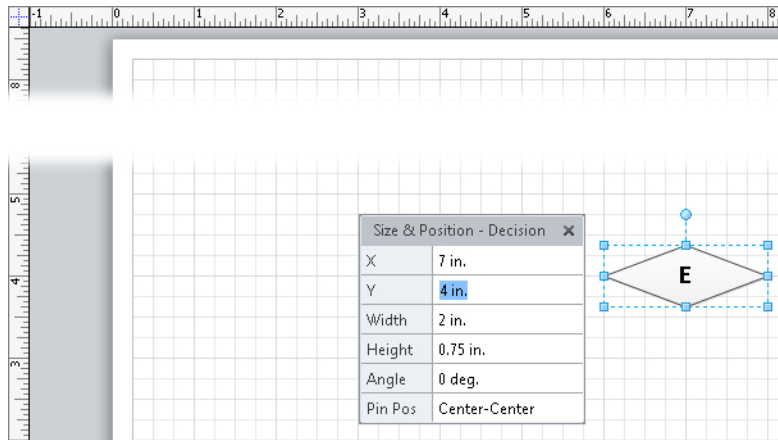 -1 0 1 2 3 4 5 6 7 8
8
5
Size & Position - Decision
X 7 in.
Y 4 in.
E
4
Width 2 in.
Height 0.75 in.
3
Angle 0 deg.
Pin Pos Center-Center